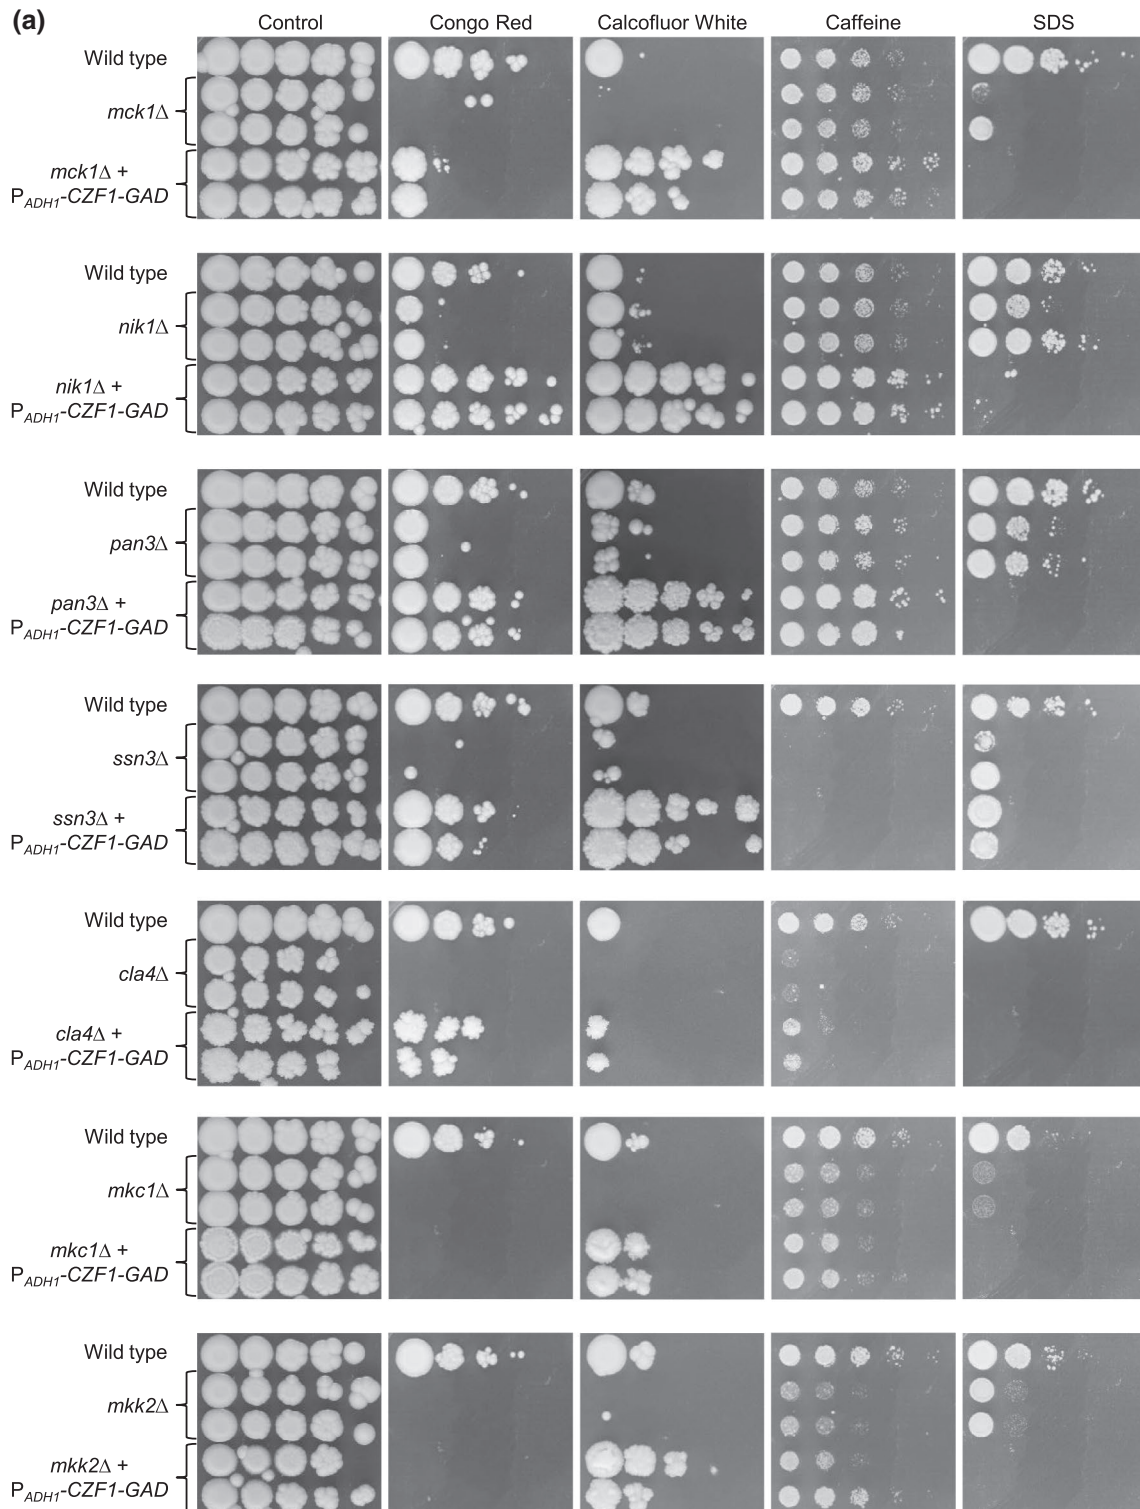 (a)
Control Congo Red Calcofluor White Caffeine SDS
Wild type
mck1Δ
mck1Δ +
PADH1-CZF1-GAD
Wild type
nik1Δ
nik1Δ +
PADH1-CZF1-GAD
Wild type
pan3Δ
pan3Δ +
PADH1-CZF1-GAD
Wild type
ssn3Δ
ssn3Δ +
PADH1-CZF1-GAD
Wild type
cla4Δ
cla4Δ +
PADH1-CZF1-GAD
Wild type
mkc1Δ
mkc1Δ +
PADH1-CZF1-GAD
Wild type
mkk2Δ
mkk2Δ +
PADH1-CZF1-GAD